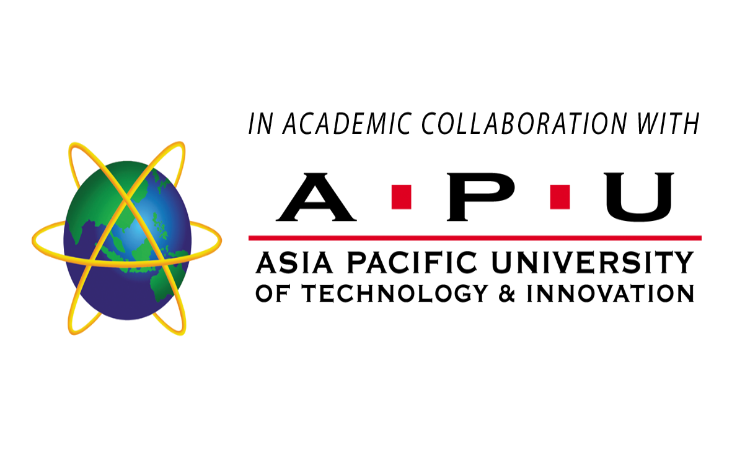 IN ACADEMIC COLLABORATION WITH
A·P·U
ASIA PACIFIC UNIVERSITY
OF TECHNOLOGY & INNOVATION